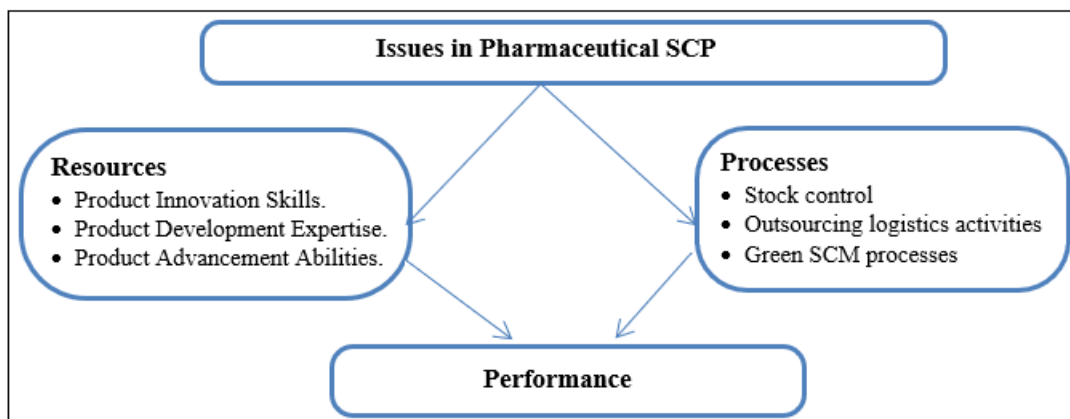 Issues in Pharmaceutical SCP
Resources
• Product Innovation Skills.
• Product Development Expertise.
• Product Advancement Abilities.
Processes
• Stock control
• Outsourcing logistics activities
• Green SCM processes
Performance